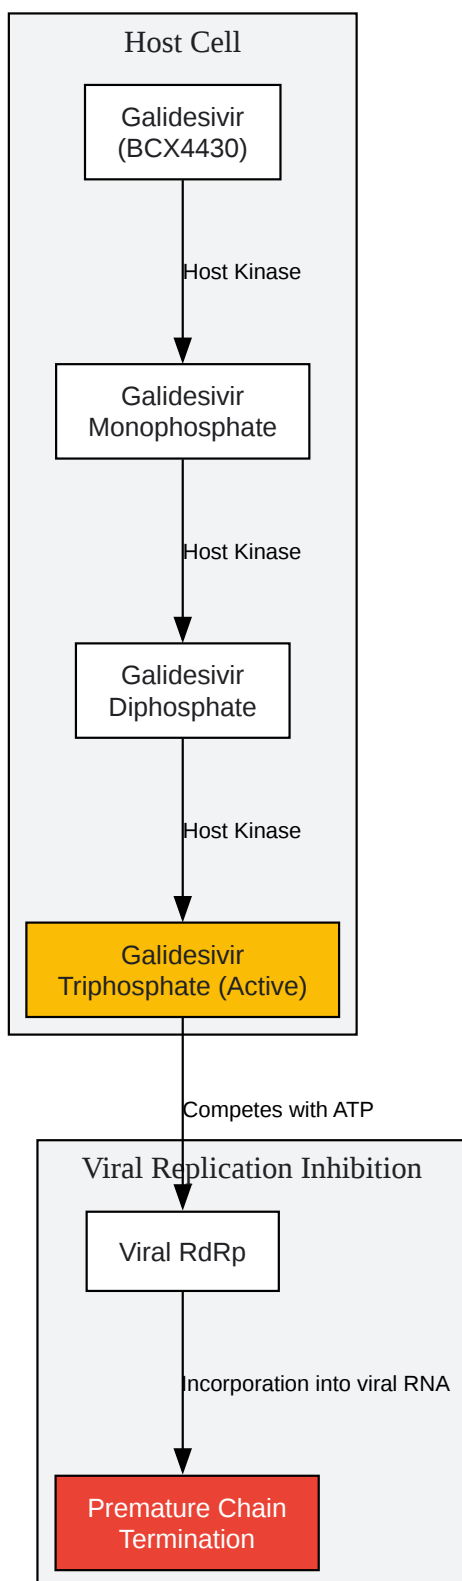 Host Cell
Galidesivir
(BCX4430)
Host Kinase
Galidesivir
Monophosphate
Host Kinase
Galidesivir
Diphosphate
Host Kinase
Galidesivir
Triphosphate (Active)
Competes with ATP
Viral Replication Inhibition
Viral RdRp
Incorporation into viral RNA
Premature Chain
Termination